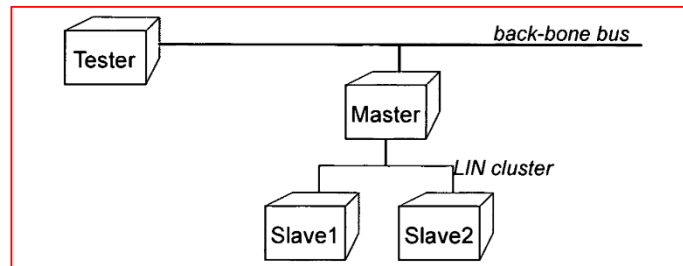 back-bone bus
Tester
Master
LIN cluster
Slave1
Slave2